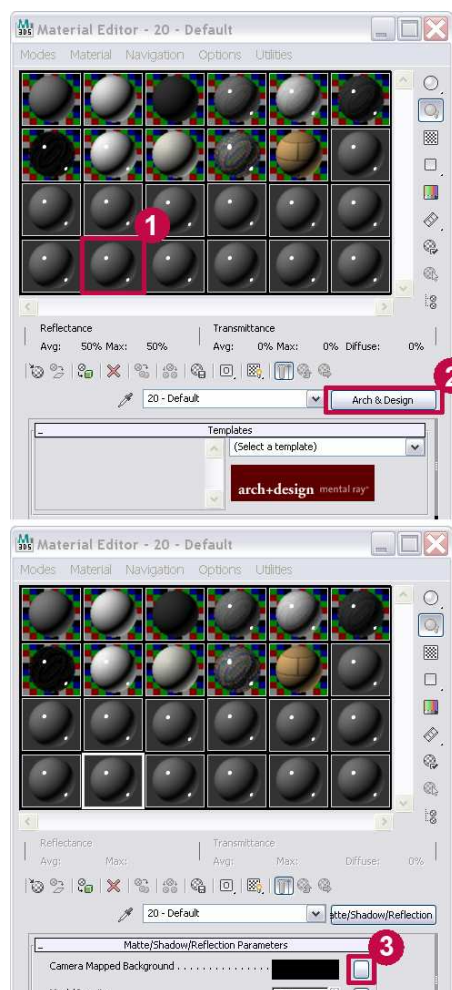 Material Editor - 20 - Default
Modes Material Navigation Options Utilities
1
Reflectance Transmittance
Avg: 50% Max: 50% Avg: 0% Max: 0% Diffuse: 0%
2
20 - Default Arch & Design
Templates
(Select a template)
arch+design mental ray
Material Editor - 20 - Default
Modes Material Navigation Options Utilities
Reflectance Transmittance
Avg: Max: Avg: Max: Diffuse: 0%
20 - Default atte/Shadow/Reflection
Matte/Shadow/Reflection Parameters
3
Camera Mapped Background . . . . . . . . . . . . . . .